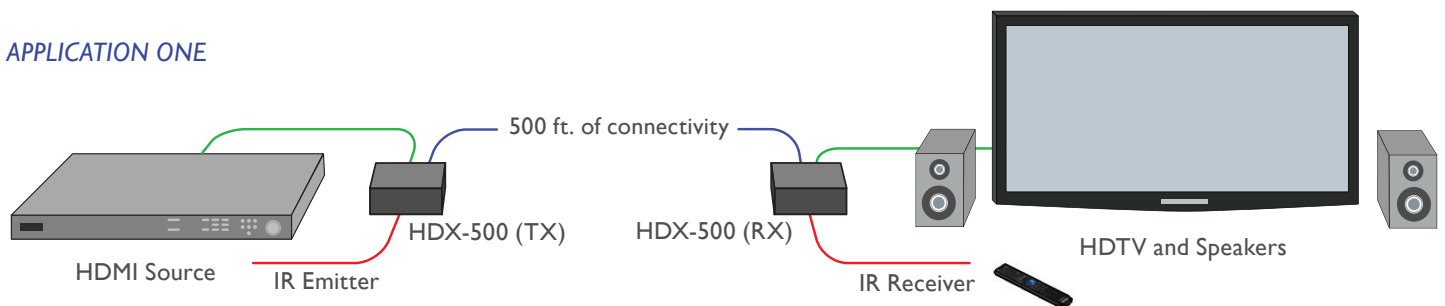 APPLICATION ONE
500 ft. of connectivity
HDX-500 (TX)
HDX-500 (RX)
HDTV and Speakers
HDMI Source
IR Emitter
IR Receiver